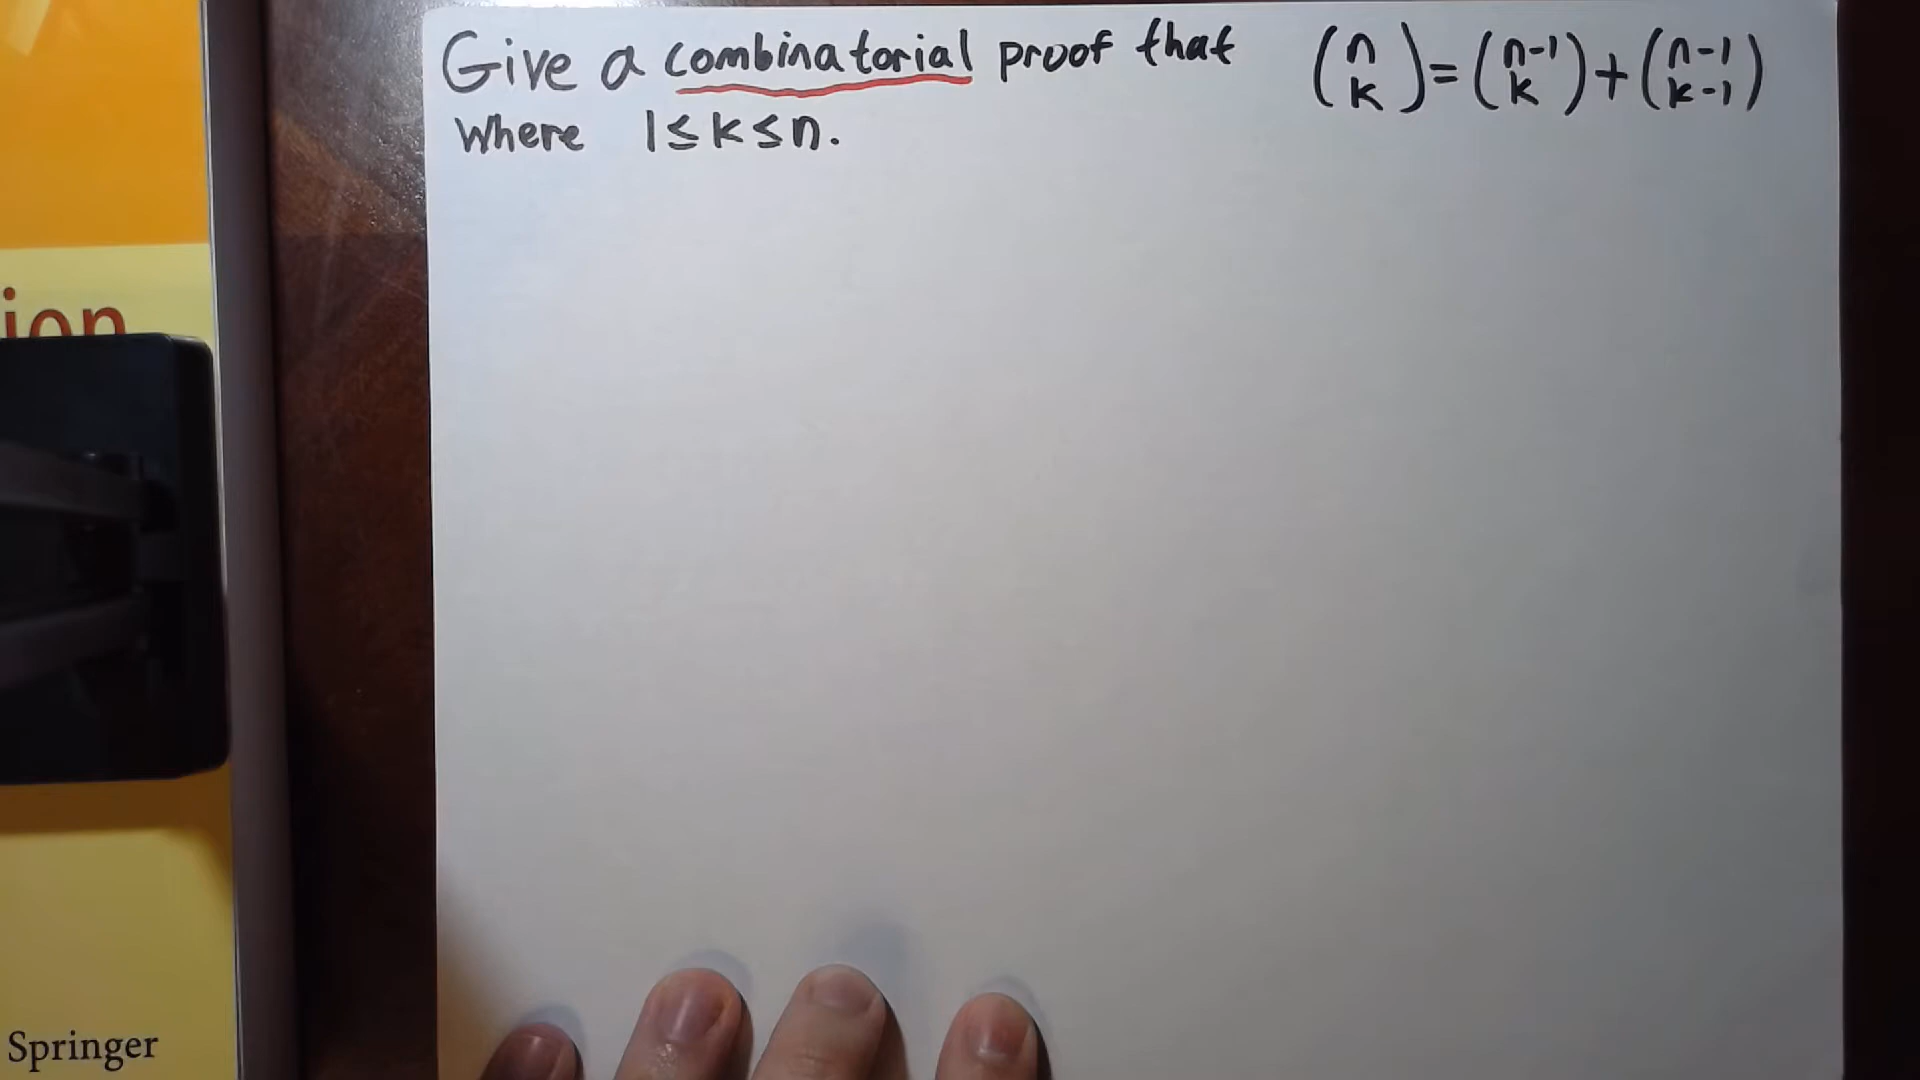 Give a combinatorial proof that (n k) = (n-1 k) + (n-1 k-1)
where 1 ≤ k ≤ n.
ion
Springer